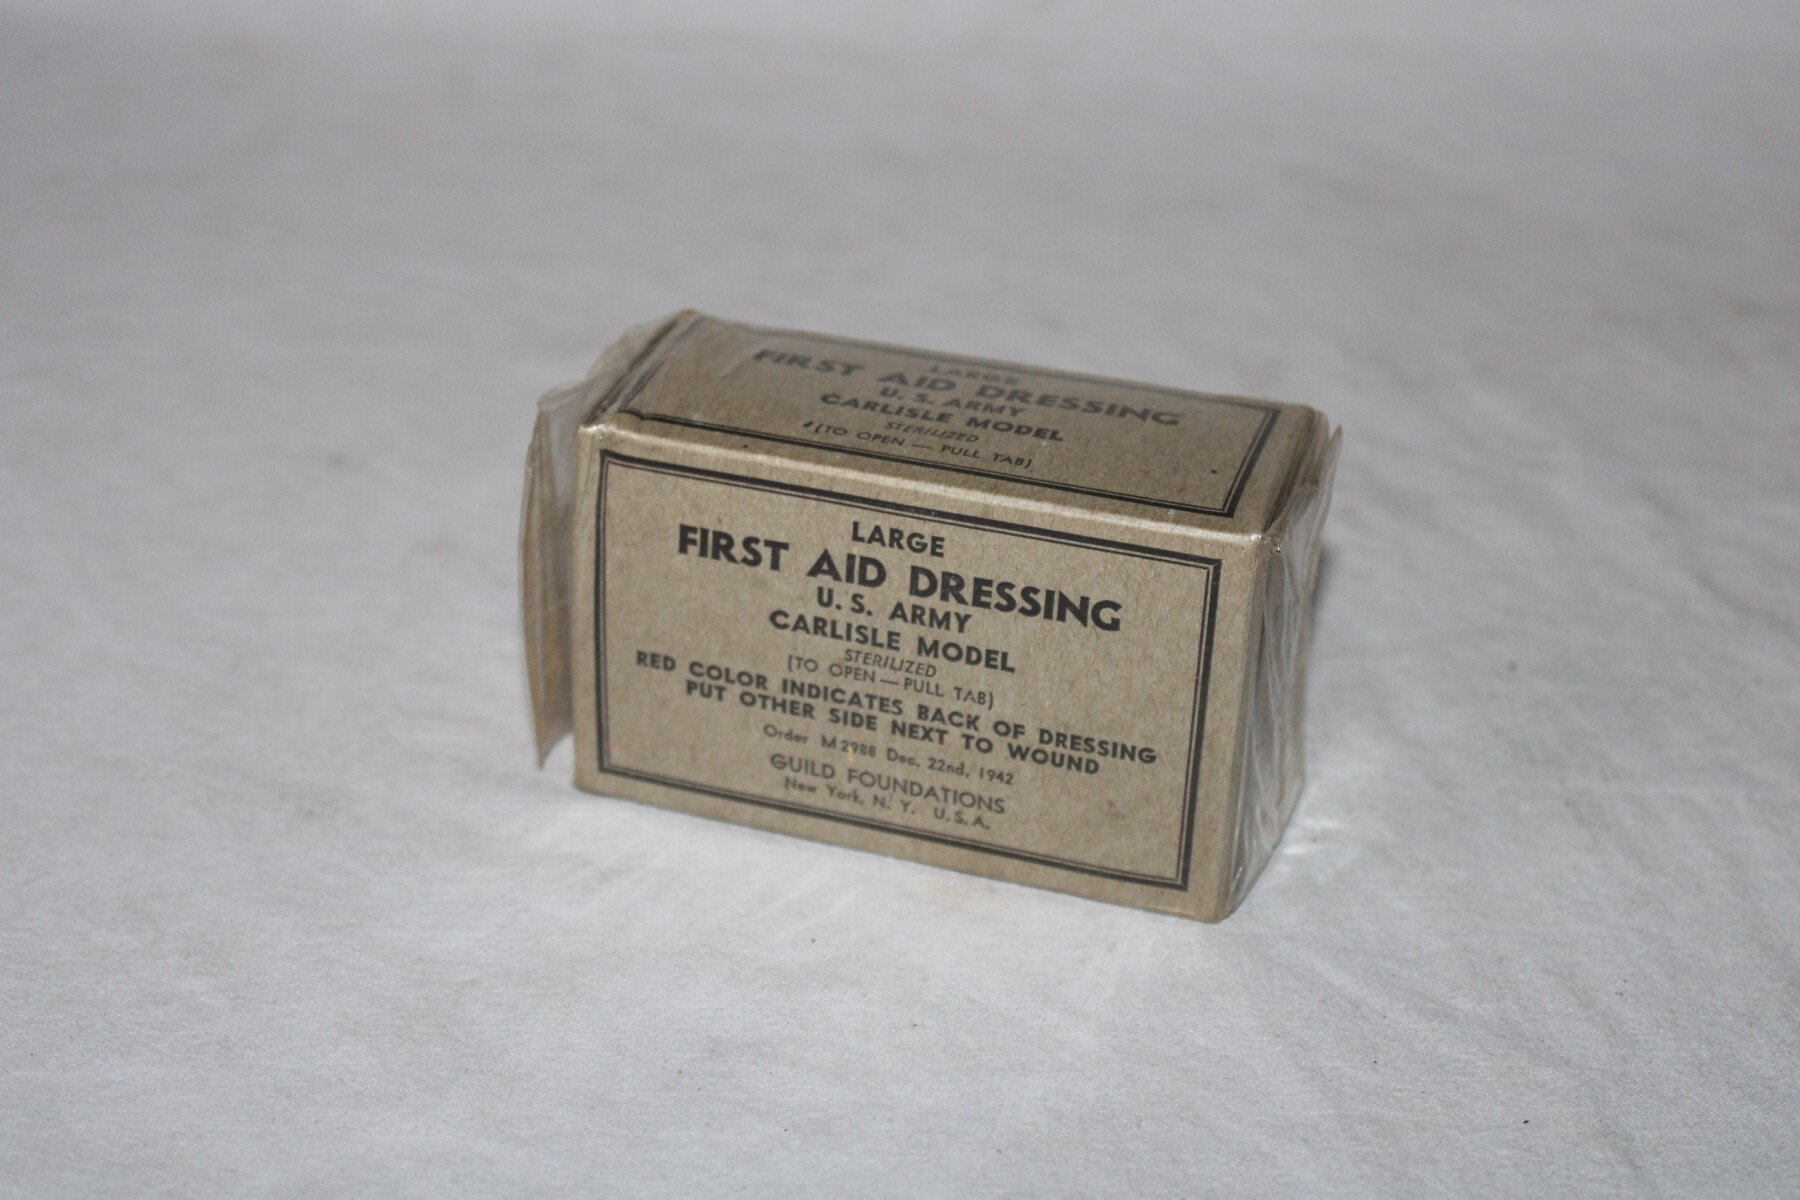 LARGE
FIRST AID DRESSING
U. S. ARMY
CARLISLE MODEL
STERILIZED
(TO OPEN — PULL TAB)
LARGE
FIRST AID DRESSING
U. S. ARMY
CARLISLE MODEL
STERILIZED
(TO OPEN — PULL TAB)
RED COLOR INDICATES BACK OF DRESSING
PUT OTHER SIDE NEXT TO WOUND
Order M 2988 Dec. 22nd, 1942
GUILD FOUNDATIONS
New York, N. Y. U. S. A.